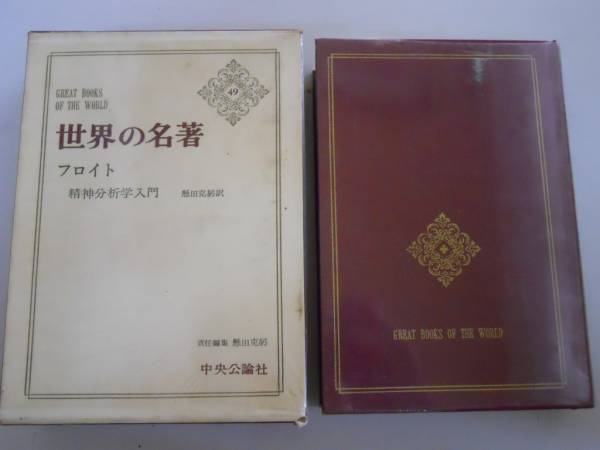 GREAT BOOKS
OF THE WORLD
49
世界の名著
フロイト
精神分析学入門 懸田克躬訳
責任編集 懸田克躬
中央公論社
GREAT BOOKS OF THE WORLD